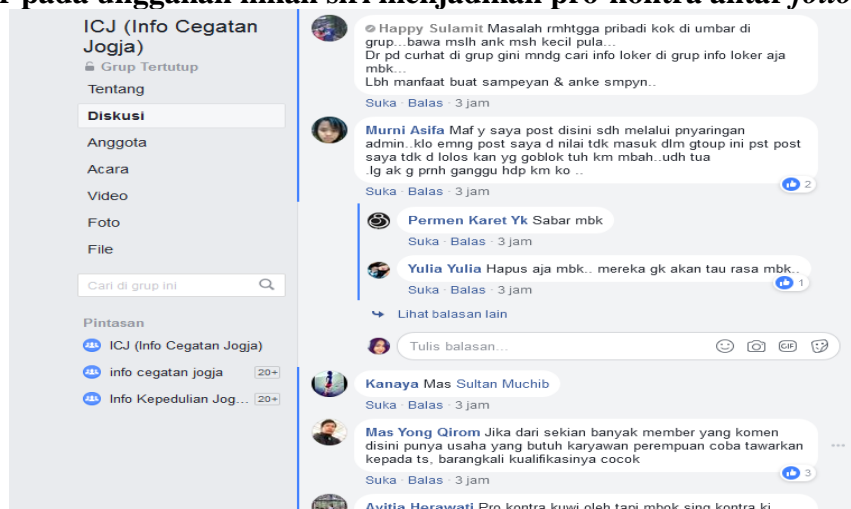 pada unggahan nikah siri menjadikan pro-kontra antar
ICJ (Info Cegatan
Jogja)
Grup Tertutup
Tentang
Diskusi
Anggota
Acara
Video
Foto
File
Cari di grup ini
Pintasan
ICJ (Info Cegatan Jogja)
info cegatan jogja 20+
Info Kepedulian Jog... 20+
Happy Sulamit Masalah rmhtgga pribadi kok di umbar di
grup...bawa mslh ank msh kecil pula...
Dr pd curhat di grup gini mndg cari info loker di grup info loker aja
mbk...
Lbh manfaat buat sampeyan & anke smpyn..
Suka · Balas · 3 jam
Murni Asifa Maf y saya post disini sdh melalui pnyaringan
admin..klo emng post saya d nilai tdk masuk dlm gtoup ini pst post
saya tdk d lolos kan yg goblok tuh km mbah..udh tua
.lg ak g prnh ganggu hdp km ko ..
2
Suka · Balas · 3 jam
Permen Karet Yk Sabar mbk
Suka · Balas · 3 jam
Yulia Yulia Hapus aja mbk.. mereka gk akan tau rasa mbk..
1
Suka · Balas · 3 jam
Lihat balasan lain
Tulis balasan...
GIF
Kanaya Mas Sultan Muchib
Suka · Balas · 3 jam
Mas Yong Qirom Jika dari sekian banyak member yang komen
disini punya usaha yang butuh karyawan perempuan coba tawarkan
kepada ts, barangkali kualifikasinya cocok
3
Suka · Balas · 3 jam
Avitia Herawati Pro kontra kuwi oleh tapi mbok sing kontra ki